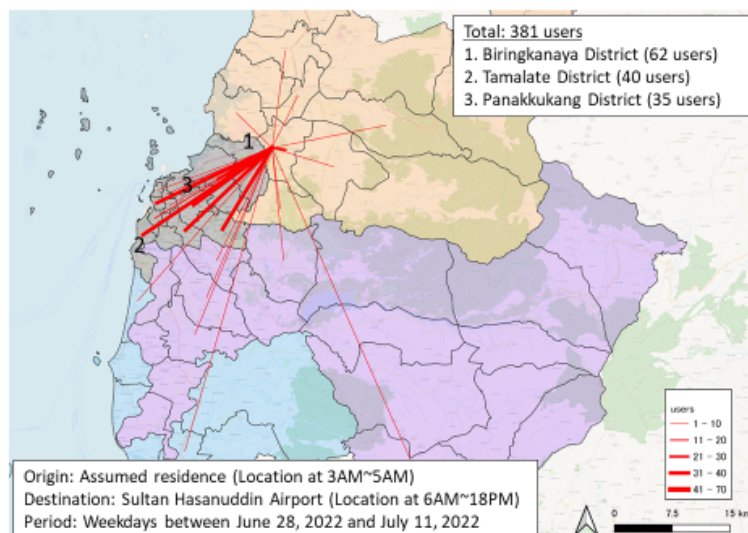 Total: 381 users
1. Biringkanaya District (62 users)
2. Tamalate District (40 users)
3. Panakkukang District (35 users)
1
3
2
users
1 - 10
11 - 20
21 - 30
31 - 40
41 - 70
Origin: Assumed residence (Location at 3AM~5AM)
Destination: Sultan Hasanuddin Airport (Location at 6AM~18PM)
Period: Weekdays between June 28, 2022 and July 11, 2022
0 7.5 15 km